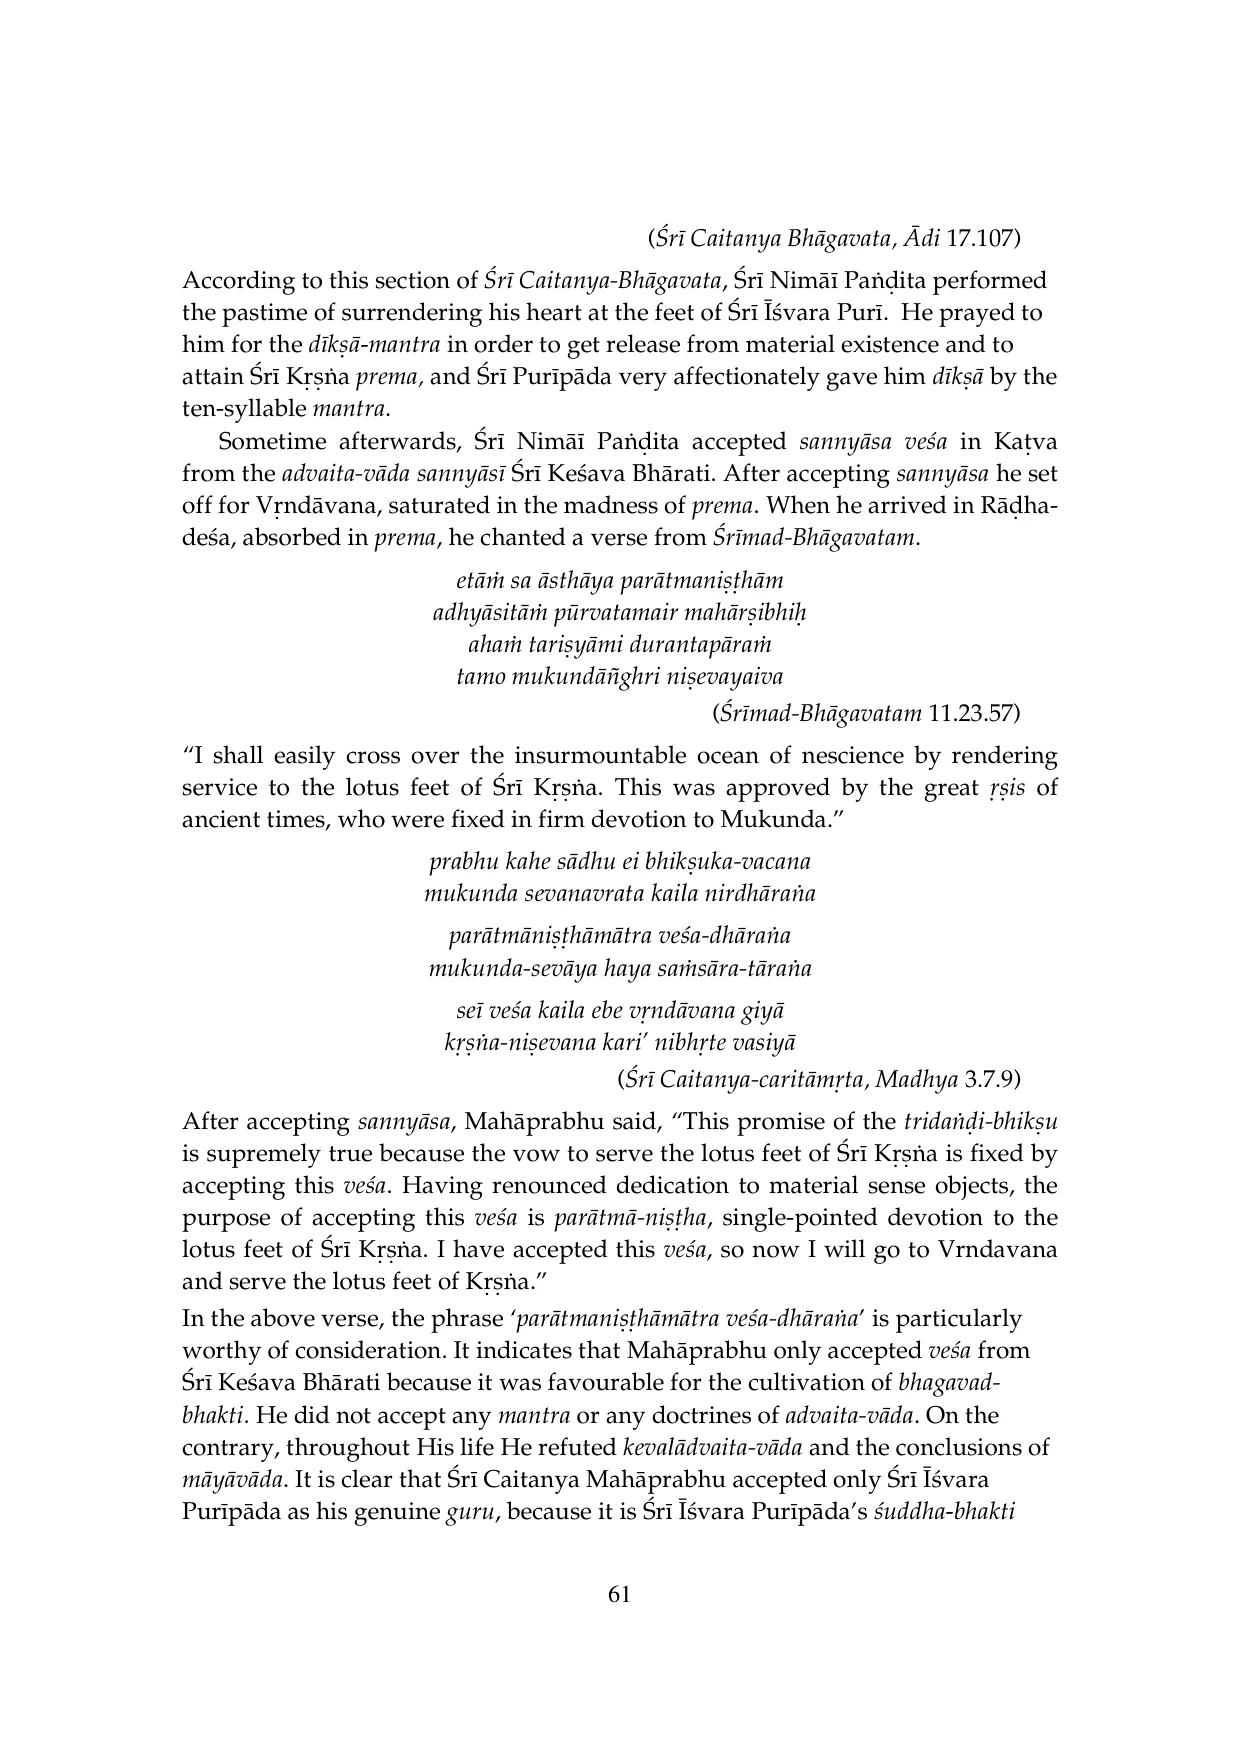 (Śrī Caitanya Bhāgavata, Ādi 17.107)
According to this section of Śrī Caitanya-Bhāgavata, Śrī Nimāī Paṅḍita performed
the pastime of surrendering his heart at the feet of Śrī Īśvara Purī.  He prayed to
him for the dīkṣā-mantra in order to get release from material existence and to
attain Śrī Kṛṣṅa prema, and Śrī Purīpāda very affectionately gave him dīkṣā by the
ten-syllable mantra.
Sometime afterwards, Śrī Nimāī Paṅḍita accepted sannyāsa veśa in Kaṭva
from the advaita-vāda sannyāsī Śrī Keśava Bhārati. After accepting sannyāsa he set
off for Vṛndāvana, saturated in the madness of prema. When he arrived in Rāḍha-
deśa, absorbed in prema, he chanted a verse from Śrīmad-Bhāgavatam.
etāṁ sa āsthāya parātmaniṣṭhām
adhyāsitāṁ pūrvatamair mahārṣibhiḥ
ahaṁ tariṣyāmi durantapāraṁ
tamo mukundāñghri niṣevayaiva
(Śrīmad-Bhāgavatam 11.23.57)
“I shall easily cross over the insurmountable ocean of nescience by rendering
service to the lotus feet of Śrī Kṛṣṅa. This was approved by the great ṛṣis of
ancient times, who were fixed in firm devotion to Mukunda.”
prabhu kahe sādhu ei bhikṣuka-vacana
mukunda sevanavrata kaila nirdhāraṅa
parātmāniṣṭhāmātra veśa-dhāraṅa
mukunda-sevāya haya saṁsāra-tāraṅa
seī veśa kaila ebe vṛndāvana giyā
kṛṣṅa-niṣevana kari’ nibhṛte vasiyā
(Śrī Caitanya-caritāmṛta, Madhya 3.7.9)
After accepting sannyāsa, Mahāprabhu said, “This promise of the tridaṅḍi-bhikṣu
is supremely true because the vow to serve the lotus feet of Śrī Kṛṣṅa is fixed by
accepting this veśa. Having renounced dedication to material sense objects, the
purpose of accepting this veśa is parātmā-niṣṭha, single-pointed devotion to the
lotus feet of Śrī Kṛṣṅa. I have accepted this veśa, so now I will go to Vrndavana
and serve the lotus feet of Kṛṣṅa.”
In the above verse, the phrase ‘parātmaniṣṭhāmātra veśa-dhāraṅa’ is particularly
worthy of consideration. It indicates that Mahāprabhu only accepted veśa from
Śrī Keśava Bhārati because it was favourable for the cultivation of bhagavad-
bhakti. He did not accept any mantra or any doctrines of advaita-vāda. On the
contrary, throughout His life He refuted kevalādvaita-vāda and the conclusions of
māyāvāda. It is clear that Śrī Caitanya Mahāprabhu accepted only Śrī Īśvara
Purīpāda as his genuine guru, because it is Śrī Īśvara Purīpāda’s śuddha-bhakti
61